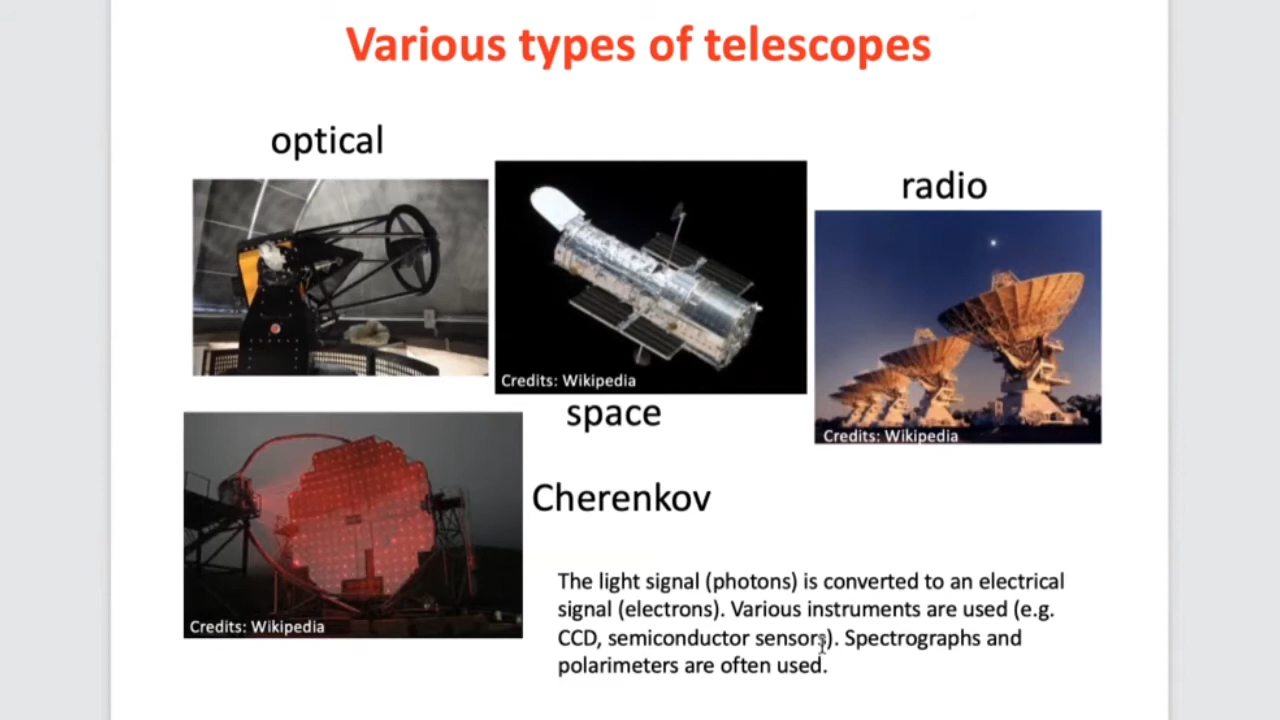 Various types of telescopes
optical
radio
Credits: Wikipedia
space
Credits: Wikipedia
Cherenkov
Credits: Wikipedia
The light signal (photons) is converted to an electrical
signal (electrons). Various instruments are used (e.g.
CCD, semiconductor sensors). Spectrographs and
polarimeters are often used.